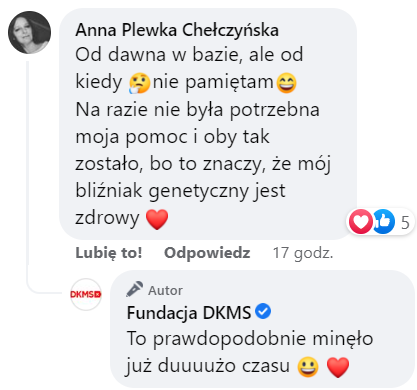 Anna Plewka Chełczyńska
Od dawna w bazie, ale od
kiedy 🤔nie pamiętam😄
Na razie nie była potrzebna
moja pomoc i oby tak
zostało, bo to znaczy, że mój
bliźniak genetyczny jest
zdrowy ❤️
5
Lubię to! Odpowiedz 17 godz.
DKMS
Autor
Fundacja DKMS
To prawdopodobnie minęło
już duuuużo czasu 😃 ❤️